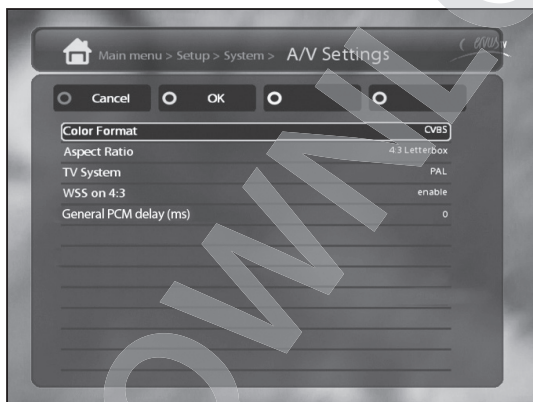 Main menu > Setup > System > A/V Settings
Cancel OK
Color Format CVBS
Aspect Ratio 4:3 Letterbox
TV System PAL
WSS on 4:3 enable
General PCM delay (ms) 0